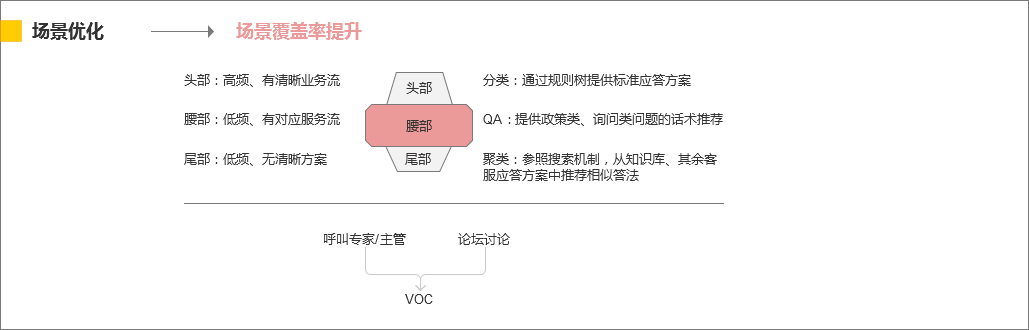 场景优化
场景覆盖率提升
头部：高频、有清晰业务流
头部
分类：通过规则树提供标准应答方案
腰部：低频、有对应服务流
腰部
QA：提供政策类、询问类问题的话术推荐
尾部：低频、无清晰方案
尾部
聚类：参照搜索机制，从知识库、其余客
服应答方案中推荐相似答法
呼叫专家/主管
论坛讨论
VOC